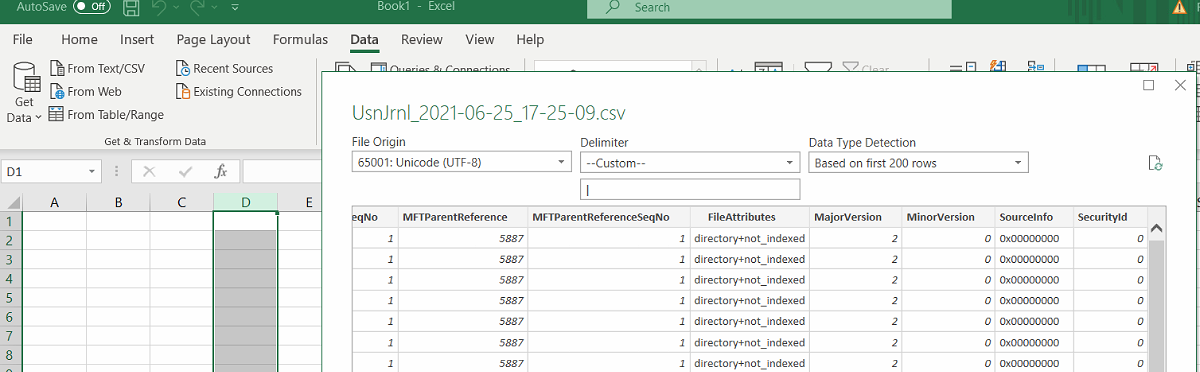 AutoSave Off Book1 - Excel Search
File Home Insert Page Layout Formulas Data Review View Help
Get Data
From Text/CSV
From Web
From Table/Range
Recent Sources
Existing Connections
Get & Transform Data
Queries & Connections
Clear
D1 fx
A B C D E
1
2
3
4
5
6
7
8
UsnJrnl_2021-06-25_17-25-09.csv
File Origin Delimiter Data Type Detection
65001: Unicode (UTF-8) --Custom-- Based on first 200 rows
|
eqNo MFTParentReference MFTParentReferenceSeqNo FileAttributes MajorVersion MinorVersion SourceInfo SecurityId
1 5887 1 directory+not_indexed 2 0 0x00000000 0
1 5887 1 directory+not_indexed 2 0 0x00000000 0
1 5887 1 directory+not_indexed 2 0 0x00000000 0
1 5887 1 directory+not_indexed 2 0 0x00000000 0
1 5887 1 directory+not_indexed 2 0 0x00000000 0
1 5887 1 directory+not_indexed 2 0 0x00000000 0
1 5887 1 directory+not_indexed 2 0 0x00000000 0